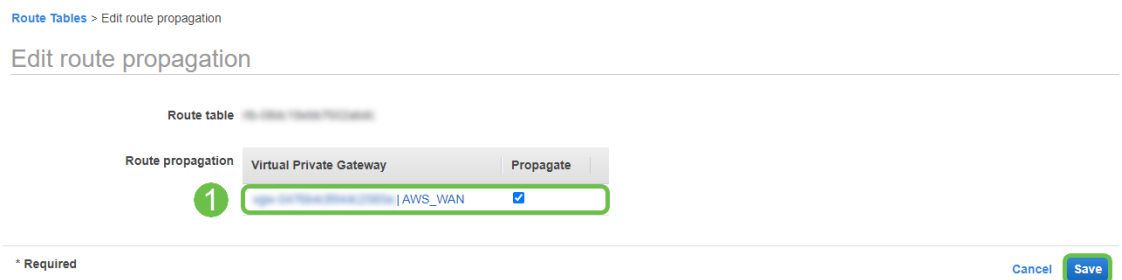 Route Tables > Edit route propagation
Edit route propagation
Route table
Route propagation
Virtual Private Gateway Propagate
1 | AWS_WAN
* Required
Cancel Save